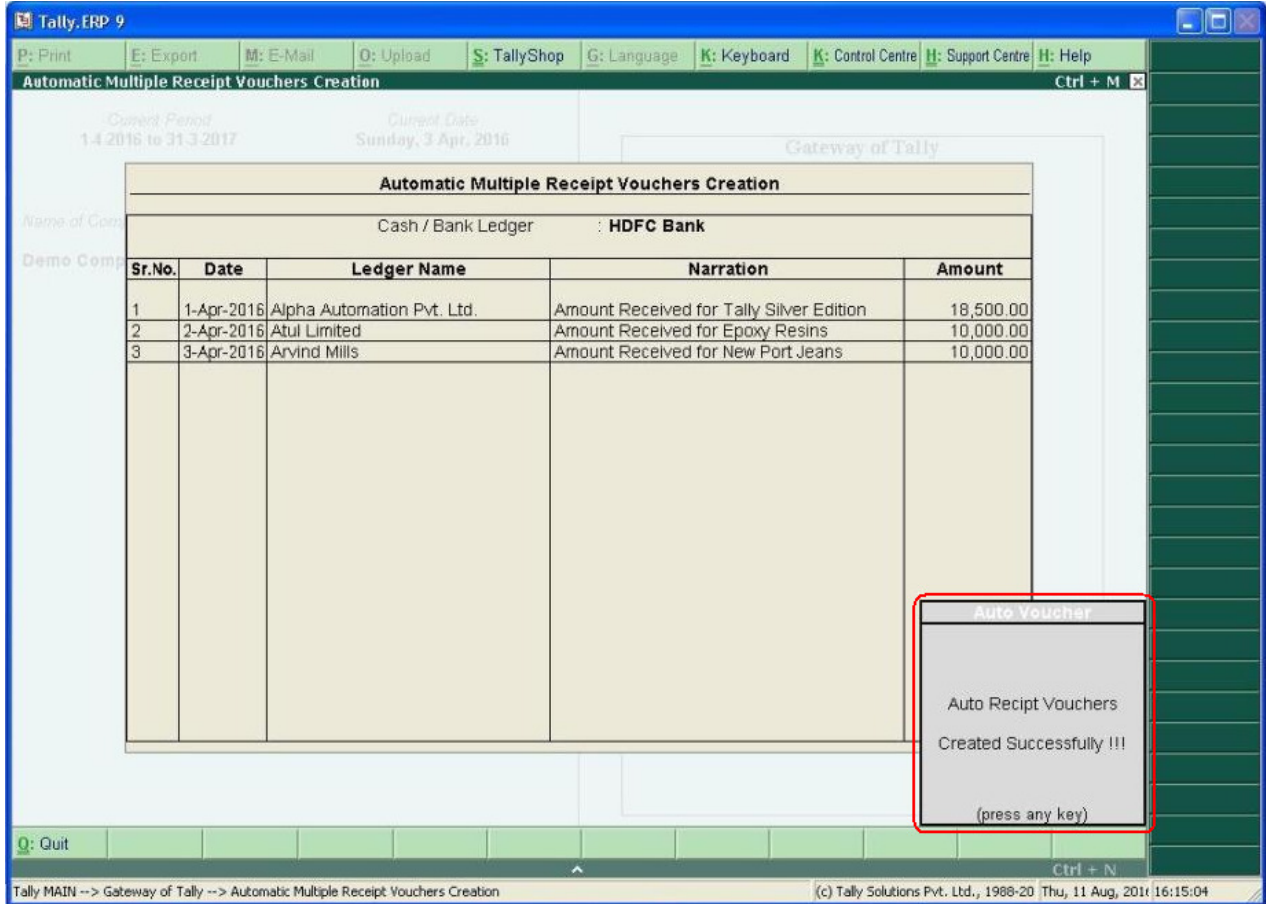 Tally.ERP 9
P: Print E: Export M: E-Mail O: Upload S: TallyShop G: Language K: Keyboard K: Control Centre H: Support Centre H: Help
Automatic Multiple Receipt Vouchers Creation Ctrl + M
Current Period Current Date
1-4-2016 to 31-3-2017 Sunday, 3 Apr, 2016
Gateway of Tally
Automatic Multiple Receipt Vouchers Creation
Name of Com
Cash / Bank Ledger : HDFC Bank
Demo Comp
Sr.No. Date Ledger Name Narration Amount
1 1-Apr-2016 Alpha Automation Pvt. Ltd. Amount Received for Tally Silver Edition 18,500.00
2 2-Apr-2016 Atul Limited Amount Received for Epoxy Resins 10,000.00
3 3-Apr-2016 Arvind Mills Amount Received for New Port Jeans 10,000.00
Auto Voucher
Auto Recipt Vouchers
Created Successfully !!!
(press any key)
Q: Quit
Ctrl + N
Tally MAIN --> Gateway of Tally --> Automatic Multiple Receipt Vouchers Creation (c) Tally Solutions Pvt. Ltd., 1988-20 Thu, 11 Aug, 201 16:15:04